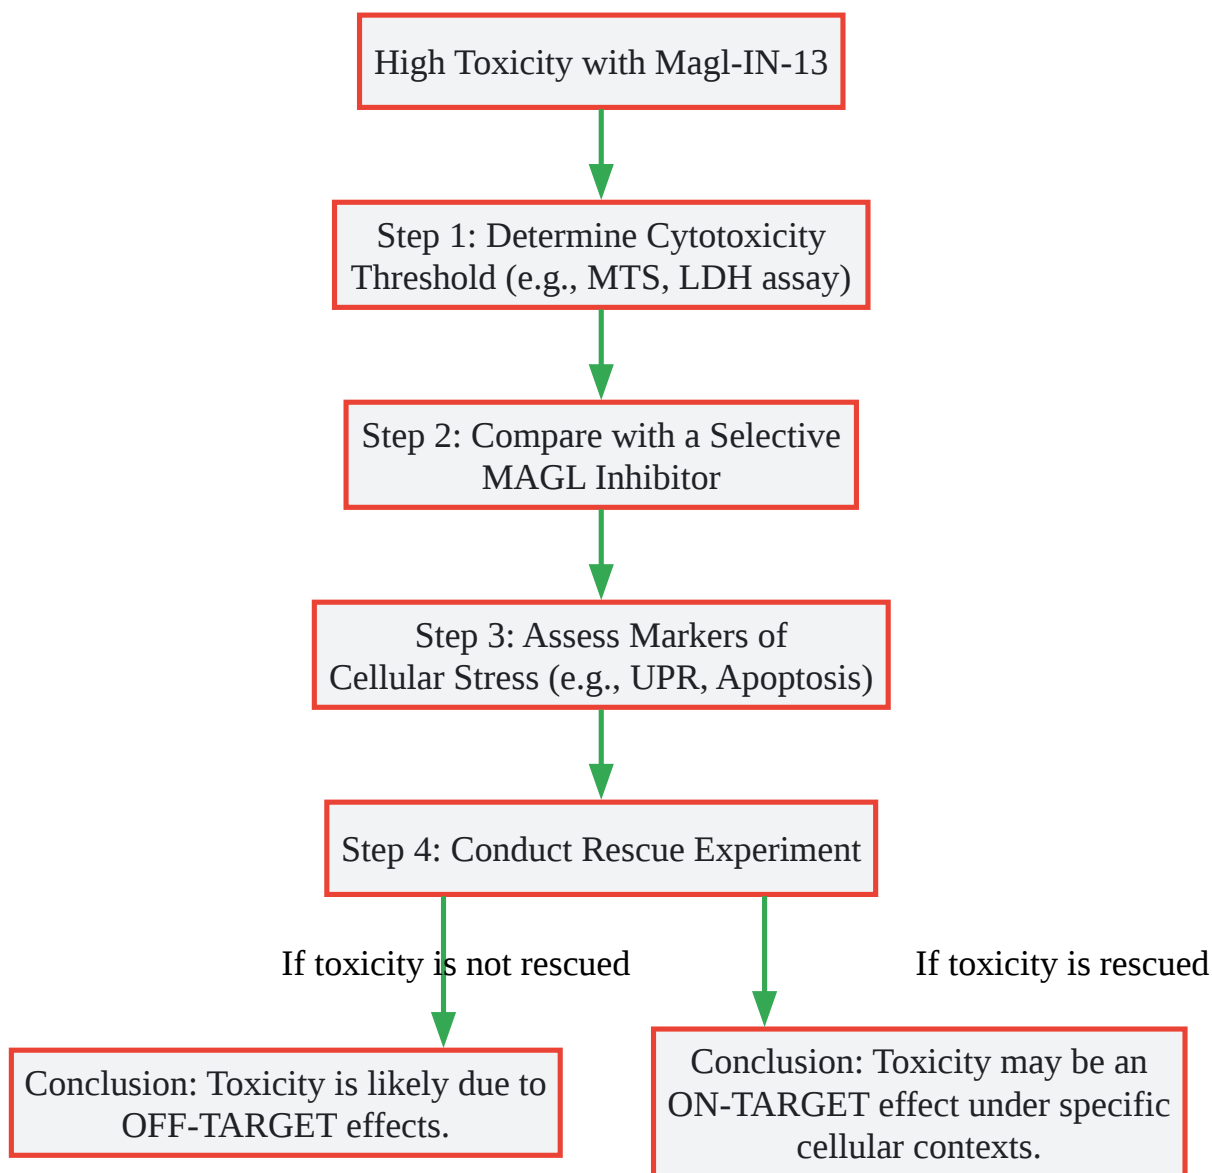 High Toxicity with Magl-IN-13
Step 1: Determine Cytotoxicity
Threshold (e.g., MTS, LDH assay)
Step 2: Compare with a Selective
MAGL Inhibitor
Step 3: Assess Markers of
Cellular Stress (e.g., UPR, Apoptosis)
Step 4: Conduct Rescue Experiment
If toxicity is not rescued
If toxicity is rescued
Conclusion: Toxicity is likely due to
OFF-TARGET effects.
Conclusion: Toxicity may be an
ON-TARGET effect under specific
cellular contexts.